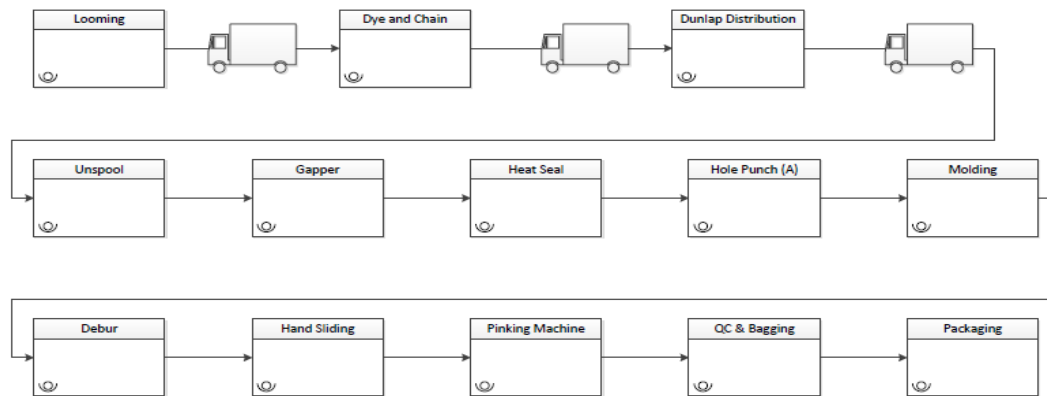 Looming
Dye and Chain
Dunlap Distribution
Unspool
Gapper
Heat Seal
Hole Punch (A)
Molding
Debur
Hand Sliding
Pinking Machine
QC & Bagging
Packaging